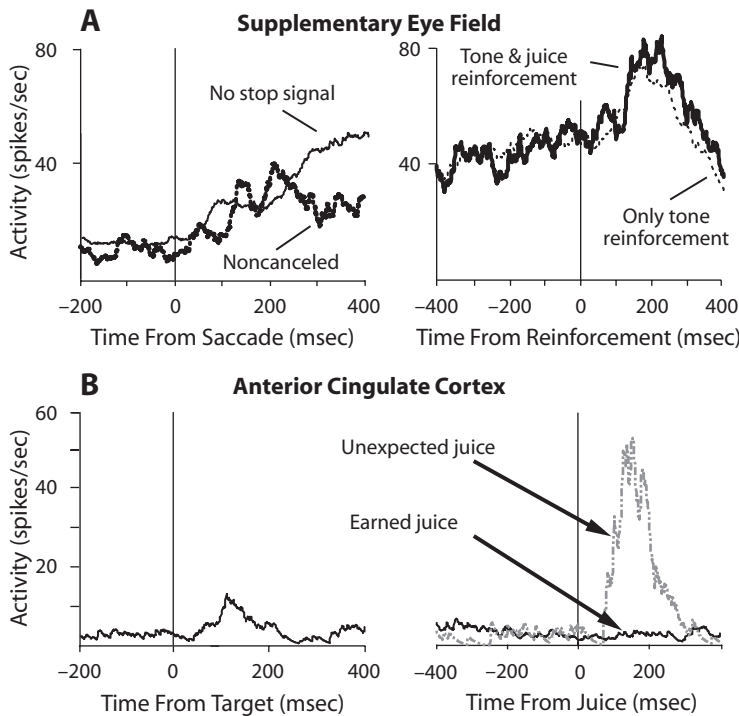 A
Supplementary Eye Field
80
40
Activity (spikes/sec)
No stop signal
Noncanceled
−200
0
200
400
Time From Saccade (msec)
80
40
Tone & juice
reinforcement
Only tone
reinforcement
−400
−200
0
200
400
Time From Reinforcement (msec)
B
Anterior Cingulate Cortex
60
40
20
Activity (spikes/sec)
−200
0
200
400
Time From Target (msec)
Unexpected juice
Earned juice
−400
−200
0
200
Time From Juice (msec)